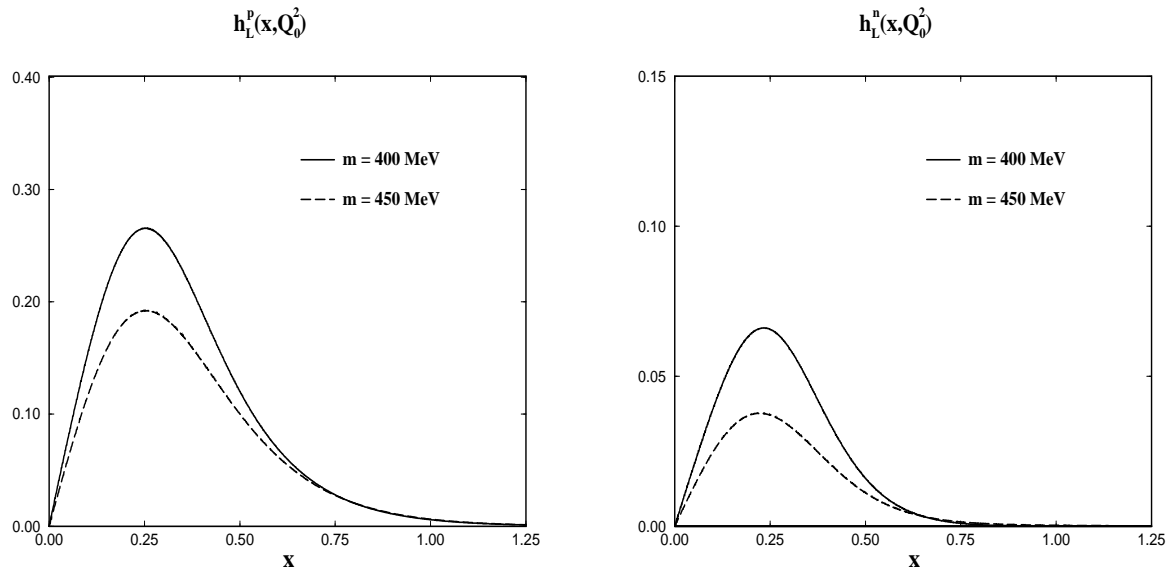 h_L^p(x,Q_0^2)
0.40
0.30
0.20
0.10
0.00
m = 400 MeV
m = 450 MeV
0.00 0.25 0.50 0.75 1.00 1.25
x
h_L^n(x,Q_0^2)
0.15
0.10
0.05
0.00
m = 400 MeV
m = 450 MeV
0.00 0.25 0.50 0.75 1.00 1.25
x